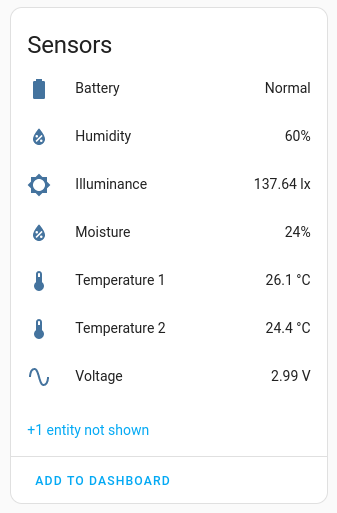 Sensors
Battery Normal
Humidity 60%
Illuminance 137.64 lx
Moisture 24%
Temperature 1 26.1 °C
Temperature 2 24.4 °C
Voltage 2.99 V
+1 entity not shown
ADD TO DASHBOARD